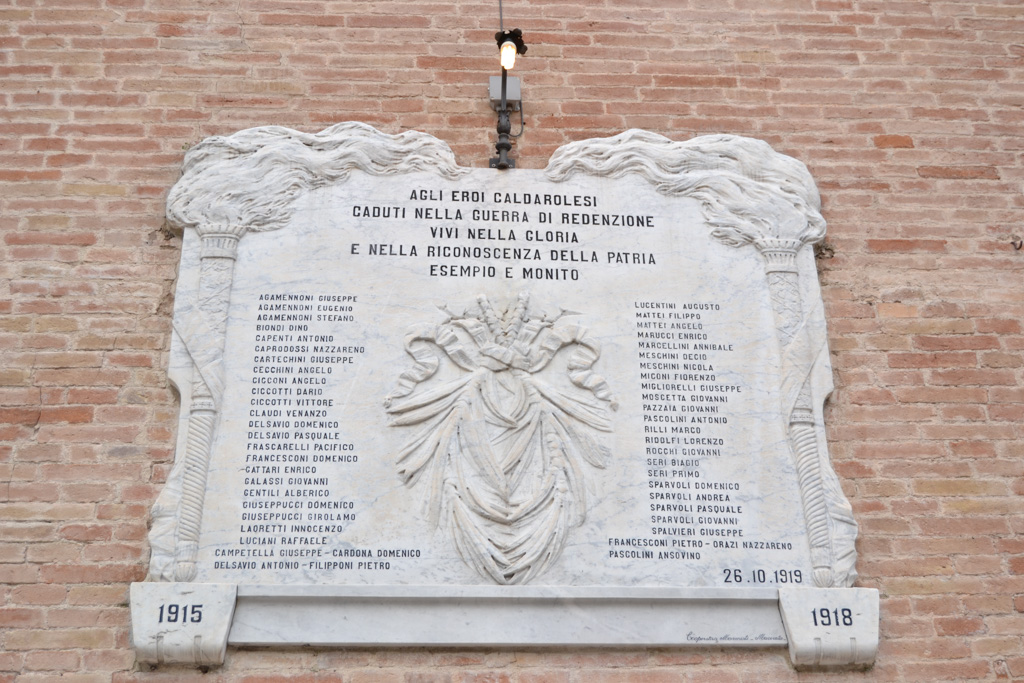 AGLI EROI CALDAROLESI
CADUTI NELLA GUERRA DI REDENZIONE
VIVI NELLA GLORIA
E NELLA RICONOSCENZA DELLA PATRIA
ESEMPIO E MONITO
AGAMENNONI GIUSEPPE
AGAMENNONI EUGENIO
AGAMENNONI STEFANO
BIONDI DINO
CAPENTI ANTONIO
CAPRODOSSI NAZZARENO
CARTECHINI GIUSEPPE
CECCHINI ANGELO
CICCONI ANGELO
CICCOTTI DARIO
CICCOTTI VITTORE
CLAUDI VENANZO
DELSAVIO DOMENICO
DELSAVIO PASQUALE
FRASCARELLI PACIFICO
FRANCESCONI DOMENICO
GATTARI ENRICO
GALASSI GIOVANNI
GENTILI ALBERICO
GIUSEPPUCCI DOMENICO
GIUSEPPUCCI GIROLAMO
LAORETTI INNOCENZO
LUCIANI RAFFAELE
CAMPETELLA GIUSEPPE - CARDONA DOMENICO
DELSAVIO ANTONIO - FILIPPONI PIETRO
LUCENTINI AUGUSTO
MATTEI FILIPPO
MATTEI ANGELO
MARUCCI ENRICO
MARCELLINI ANNIBALE
MESCHINI DECIO
MESCHINI NICOLA
MICONI FIORENZO
MIGLIORELLI GIUSEPPE
MOSCETTA GIOVANNI
PAZZAIA GIOVANNI
PASCOLINI ANTONIO
RILLI MARCO
RIDOLFI LORENZO
ROCCHI GIOVANNI
SERI BIAGIO
SERI PRIMO
SPARVOLI DOMENICO
SPARVOLI ANDREA
SPARVOLI PASQUALE
SPARVOLI GIOVANNI
SPALVIERI GIUSEPPE
FRANCESCONI PIETRO - ORAZI NAZZARENO
PASCOLINI ANSOVINO
26.10.1919
1915
1918